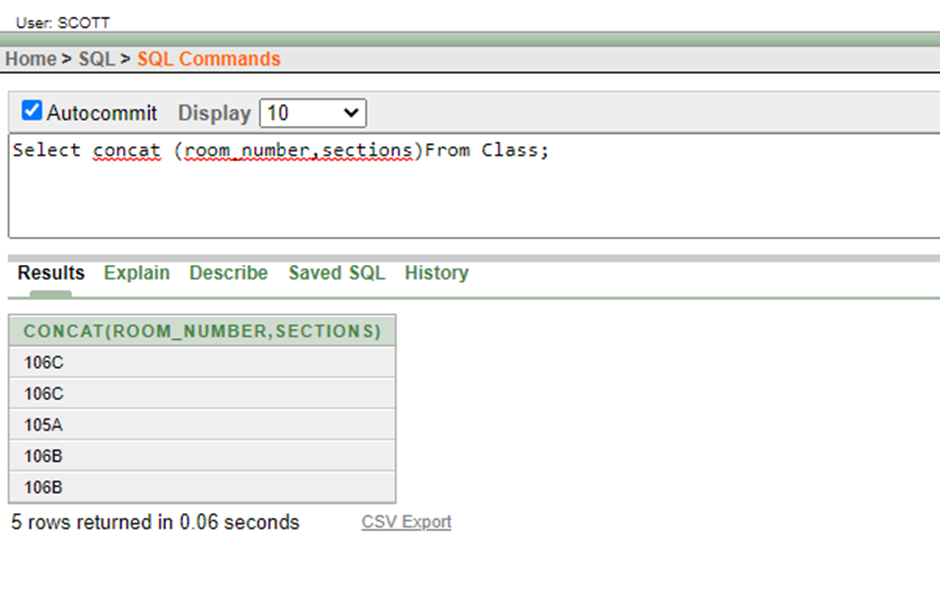 User: SCOTT
Home > SQL > SQL Commands
Autocommit Display 10
Select concat (room_number,sections)From Class;
Results Explain Describe Saved SQL History
CONCAT(ROOM_NUMBER,SECTIONS)
106C
106C
105A
106B
106B
5 rows returned in 0.06 seconds CSV Export